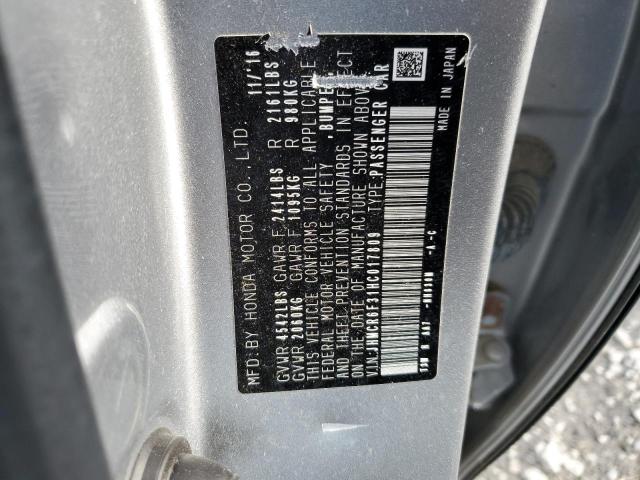 MFD. BY HONDA MOTOR CO., LTD. 11/'16
GVWR 4542LBS GAWR F 2414LBS R 2161LBS
GVWR 2060KG GAWR F 1095KG R 980KG
THIS VEHICLE CONFORMS TO ALL APPLICABLE
FEDERAL MOTOR VEHICLE SAFETY , BUMPER,
AND THEFT PREVENTION STANDARDS IN EFFECT
ON THE DATE OF MANUFACTURE SHOWN ABOVE
V.I.N: TYPE: PASSENGER CAR
-A-C
MADE IN JAPAN